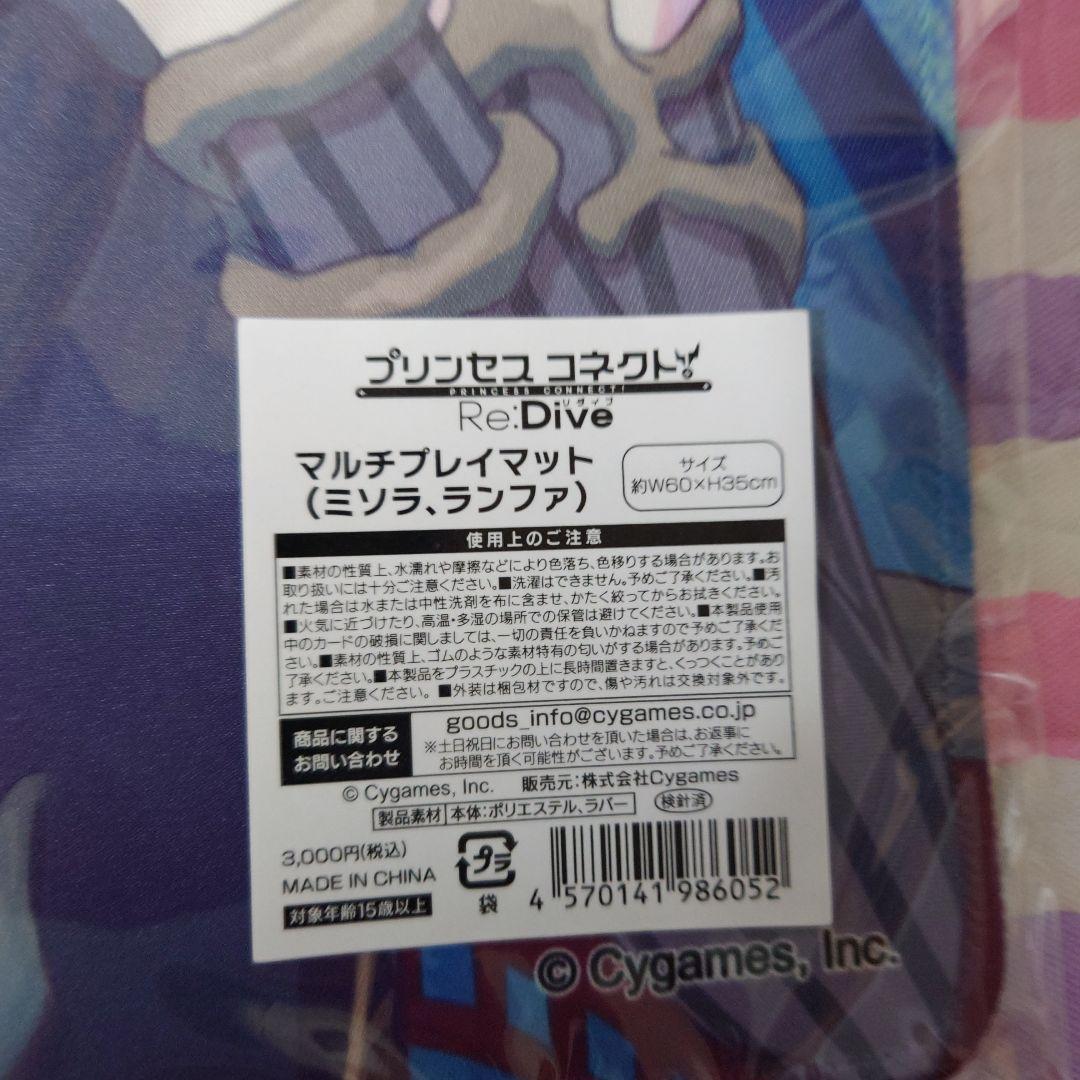 プリンセス コネクト!
PRINCESS CONNECT!
Re:Dive
リダイブ
マルチプレイマット
(ミソラ、ランファ)
サイズ
約W60×H35cm
使用上のご注意
■素材の性質上、水濡れや摩擦などにより色落ち、色移りする場合があります。お
取り扱いには十分ご注意ください。■洗濯はできません。予めご了承ください。■汚
れた場合は水または中性洗剤を布に含ませ、かたく絞ってからお拭きください。
■火気に近づけたり、高温・多湿の場所での保管は避けてください。■本製品使用
中のカードの破損に関しましては、一切の責任を負いかねますので予めご了承くだ
さい。■素材の性質上、ゴムのような素材特有の匂いがする場合があります。予めご
了承ください。■本製品をプラスチックの上に長時間置きますと、くっつくことがあり
ます。ご注意ください。■外装は梱包材ですので、傷や汚れは交換対象外です。
商品に関する
お問い合わせ
goods_info@cygames.co.jp
※土日祝日にお問い合わせを頂いた場合は、お返事に
お時間を頂く可能性がございます。予めご了承ください。
© Cygames, Inc. 販売元:株式会社Cygames
製品素材 本体:ポリエステル、ラバー 検針済
3,000円(税込)
MADE IN CHINA
対象年齢15歳以上
プラ
袋
4 570141 986052
© Cygames, Inc.